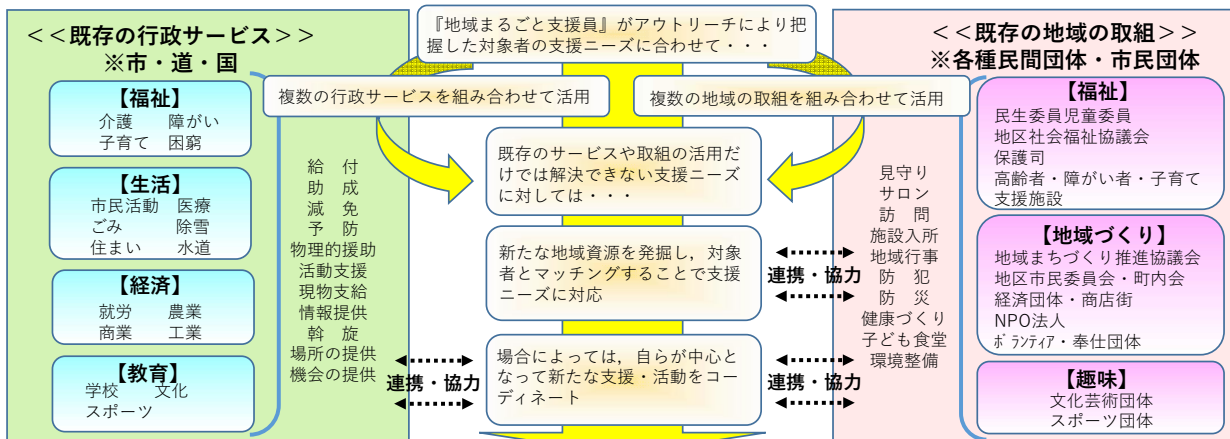 <<既存の行政サービス>>
※市・道・国
【福祉】
介護　障がい
子育て　困窮
【生活】
市民活動　医療
ごみ　除雪
住まい　水道
【経済】
就労　農業
商業　工業
【教育】
学校　文化
スポーツ
給　付
助　成
減　免
予　防
物理的援助
活動支援
現物支給
情報提供
斡　旋
場所の提供
機会の提供
『地域まるごと支援員』がアウトリーチにより把
握した対象者の支援ニーズに合わせて・・・
複数の行政サービスを組み合わせて活用
複数の地域の取組を組み合わせて活用
既存のサービスや取組の活用だ
けでは解決できない支援ニーズ
に対しては・・・
新たな地域資源を発掘し，対象
者とマッチングすることで支援
ニーズに対応
連携・協力
場合によっては，自らが中心と
なって新たな支援・活動をコー
ディネート
連携・協力
連携・協力
見守り
サロン
訪　問
施設入所
地域行事
防　犯
防　災
健康づくり
子ども食堂
環境整備
<<既存の地域の取組>>
※各種民間団体・市民団体
【福祉】
民生委員児童委員
地区社会福祉協議会
保護司
高齢者・障がい者・子育て
支援施設
【地域づくり】
地域まちづくり推進協議会
地区市民委員会・町内会
経済団体・商店街
NPO法人
ﾎﾞﾗﾝﾃｨｱ・奉仕団体
【趣味】
文化芸術団体
スポーツ団体